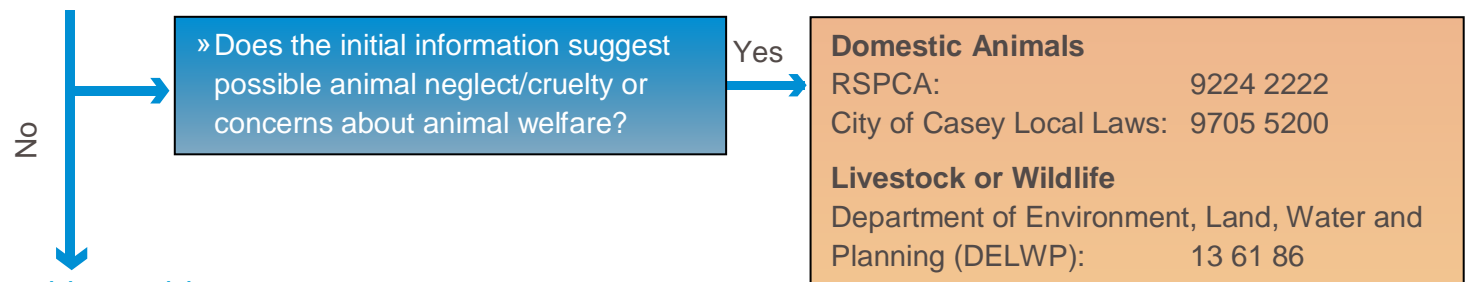 » Does the initial information suggest
possible animal neglect/cruelty or
concerns about animal welfare?
Yes
No
Domestic Animals
RSPCA: 9224 2222
City of Casey Local Laws: 9705 5200
Livestock or Wildlife
Department of Environment, Land, Water and
Planning (DELWP): 13 61 86